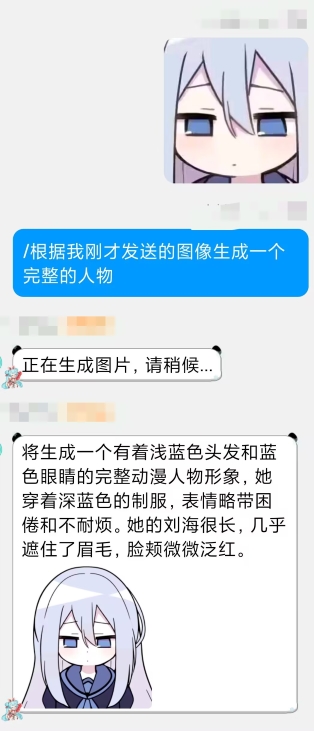 /根据我刚才发送的图像生成一个
完整的人物
正在生成图片，请稍候...
将生成一个有着浅蓝色头发和蓝
色眼睛的完整动漫人物形象，她
穿着深蓝色的制服，表情略带困
倦和不耐烦。她的刘海很长，几乎
遮住了眉毛，脸颊微微泛红。